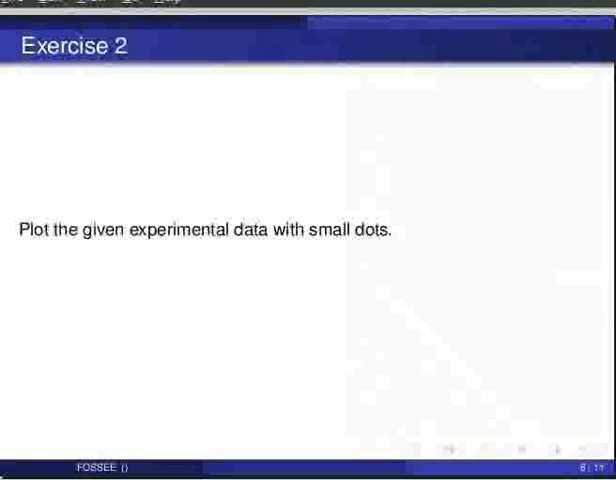 Exercise 2
Plot the given experimental data with small dots.
FOSSEE ()